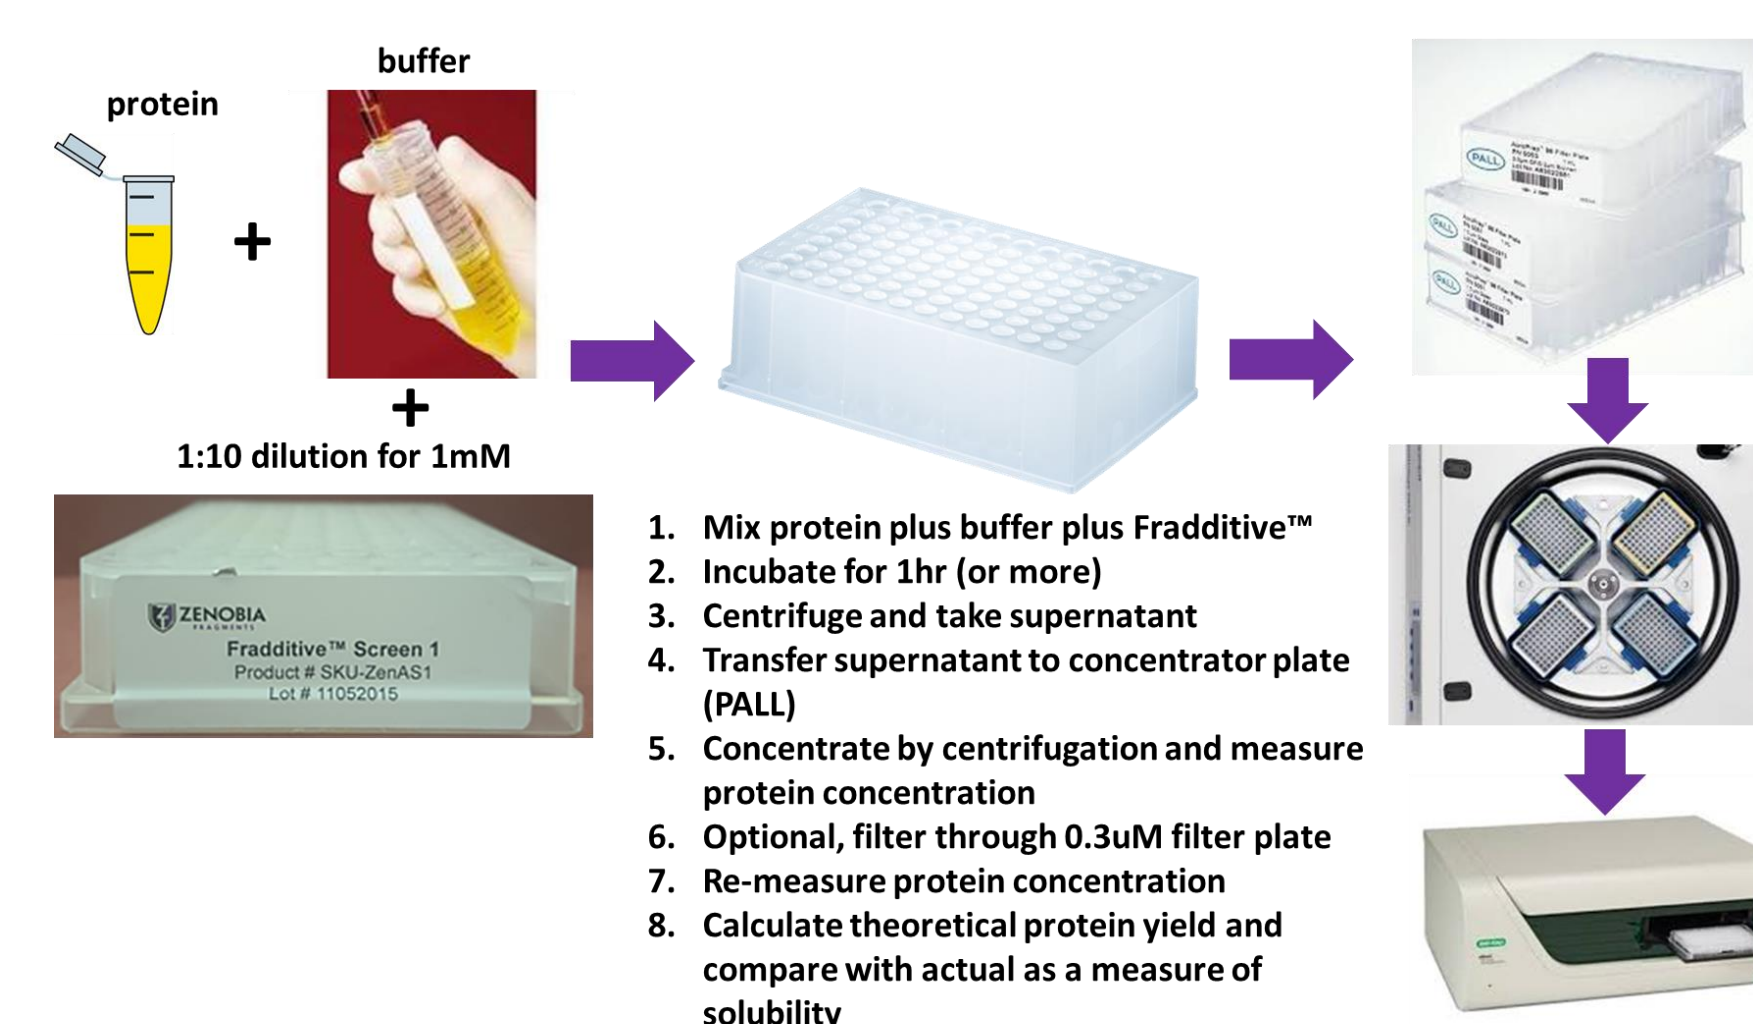 buffer
protein
1:10 dilution for 1mM
ZENOBIA
FRAGMENTS
Fradditive™ Screen 1
Product # SKU-ZenAS1
Lot # 11052015
1. Mix protein plus buffer plus Fradditive™
2. Incubate for 1hr (or more)
3. Centrifuge and take supernatant
4. Transfer supernatant to concentrator plate
(PALL)
5. Concentrate by centrifugation and measure
protein concentration
6. Optional, filter through 0.3uM filter plate
7. Re-measure protein concentration
8. Calculate theoretical protein yield and
compare with actual as a measure of
solubility
PALL
PALL
PALL